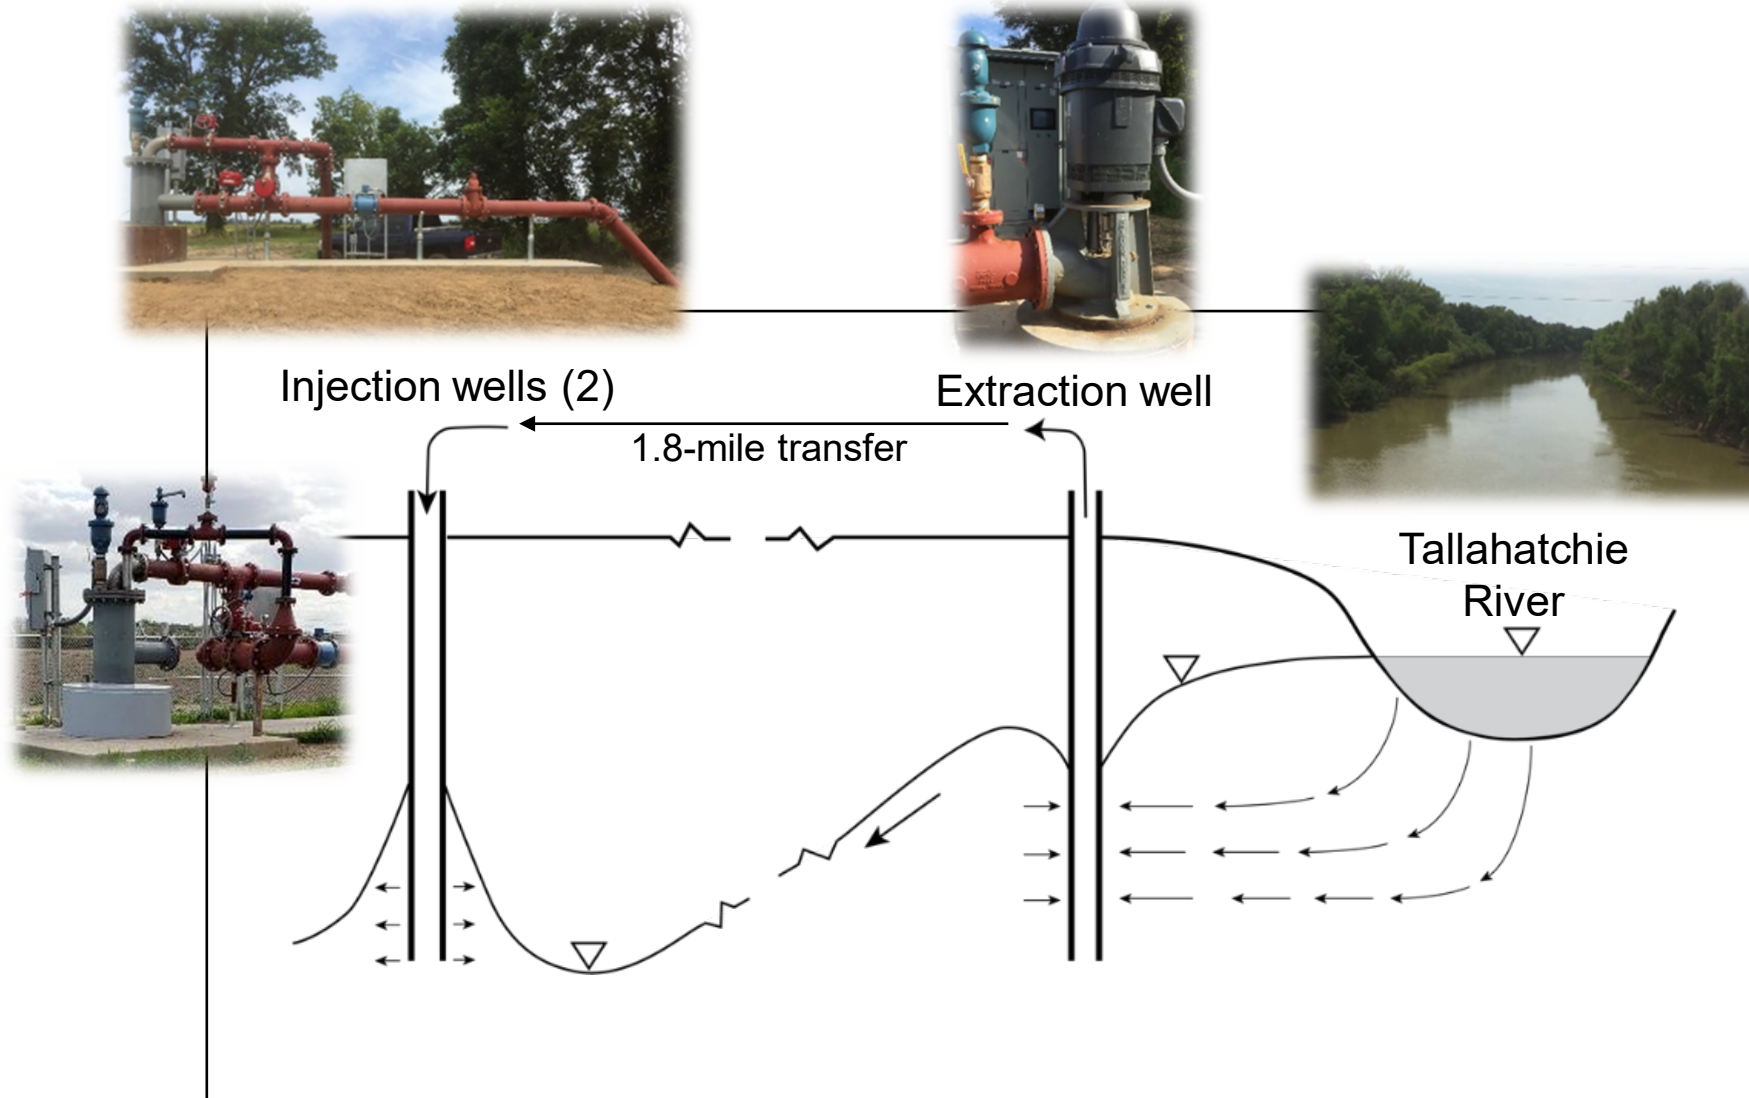 Injection wells (2)
Extraction well
1.8-mile transfer
Tallahatchie
River